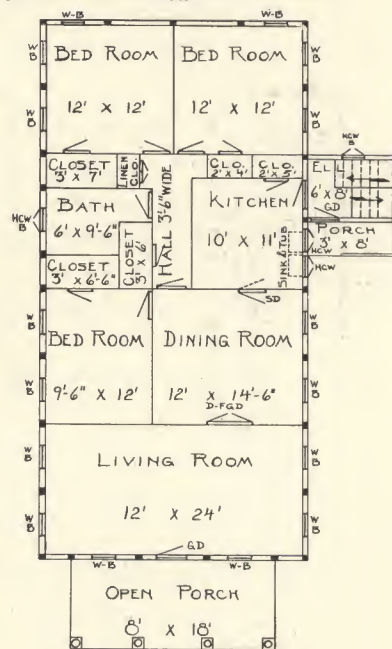 W-B W-B
W B W B
BED ROOM BED ROOM
W B W B
12' X 12' 12' X 12'
HCW
B
CLOSET
3' X 7'
LINEN
CLO.
CLO.
2' X 4'
CLO.
2' X 5'
ELL
6' X 8'
GD
BATH
6' X 9'-6"
HCW
B
CLOSET
3' X 6'
HALL 3'-6" WIDE
KITCHEN
10' X 11'
SINK & TUB
PORCH
3' X 8'
HCW
HCW
CLOSET
3' X 6'-6"
SD
W B W B
BED ROOM DINING ROOM
W B W B
9'-6" X 12' 12' X 14'-6"
D-FGD
W B W B
LIVING ROOM
12' X 24'
W B W B
GD
W-B W-B
OPEN PORCH
8' X 18'